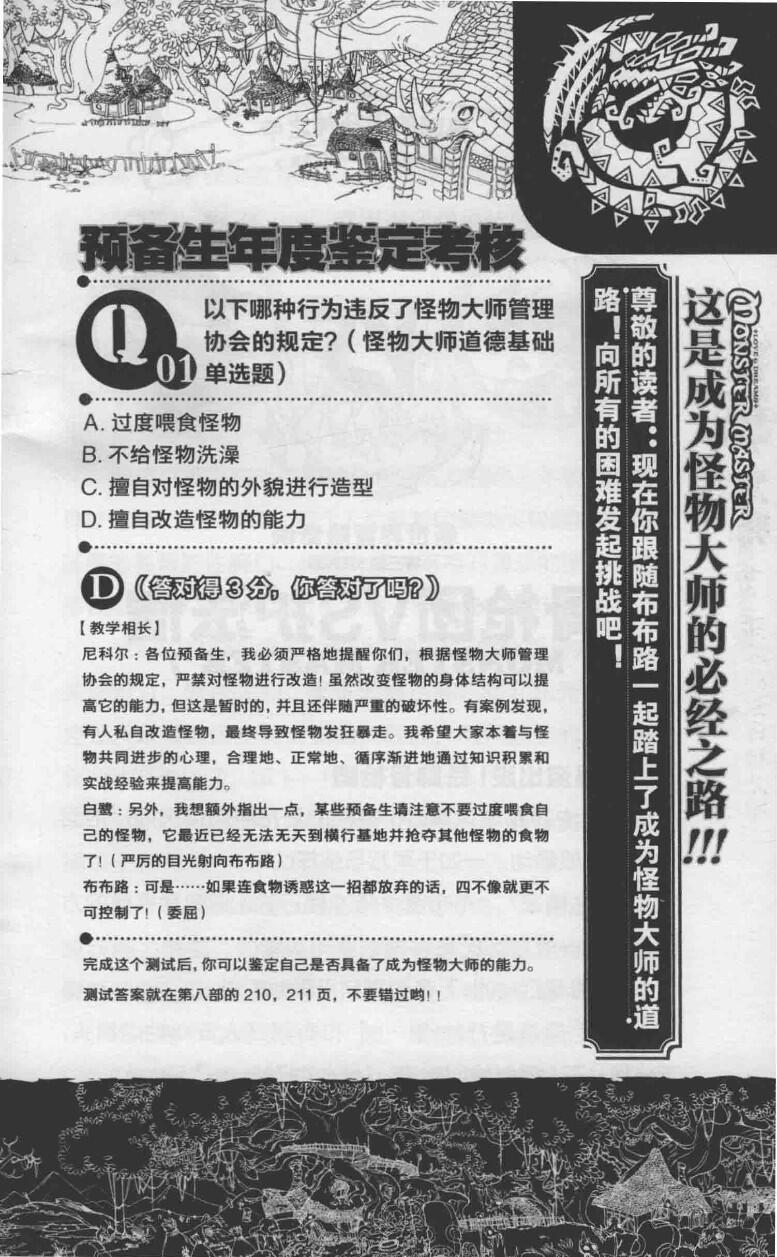 预备生年度鉴定考核
Q 01
以下哪种行为违反了怪物大师管理
协会的规定?(怪物大师道德基础
单选题)
A. 过度喂食怪物
B. 不给怪物洗澡
C. 擅自对怪物的外貌进行造型
D. 擅自改造怪物的能力
D((答对得3分,你答对了吗?))
【教学相长】
尼科尔:各位预备生,我必须严格地提醒你们,根据怪物大师管理
协会的规定,严禁对怪物进行改造!虽然改变怪物的身体结构可以提
高它的能力,但这是暂时的,并且还伴随严重的破坏性。有案例发现,
有人私自改造怪物,最终导致怪物发狂暴走。我希望大家本着与怪
物共同进步的心理,合理地、正常地、循序渐进地通过知识积累和
实战经验来提高能力。
白鹭:另外,我想额外指出一点,某些预备生请注意不要过度喂食自
己的怪物,它最近已经无法无天到横行基地并抢夺其他怪物的食物
了!(严厉的目光射向布布路)
布布路:可是……如果连食物诱惑这一招都放弃的话,四不像就更不
可控制了!(委屈)
完成这个测试后,你可以鉴定自己是否具备了成为怪物大师的能力。
测试答案就在第八部的210,211页,不要错过哟!!
MONSTER MASTER
LOVE & DREAMS
这是成为怪物大师的必经之路!!!
尊敬的读者:现在你跟随布布路一起踏上了成为怪物大师的道
路!向所有的困难发起挑战吧!